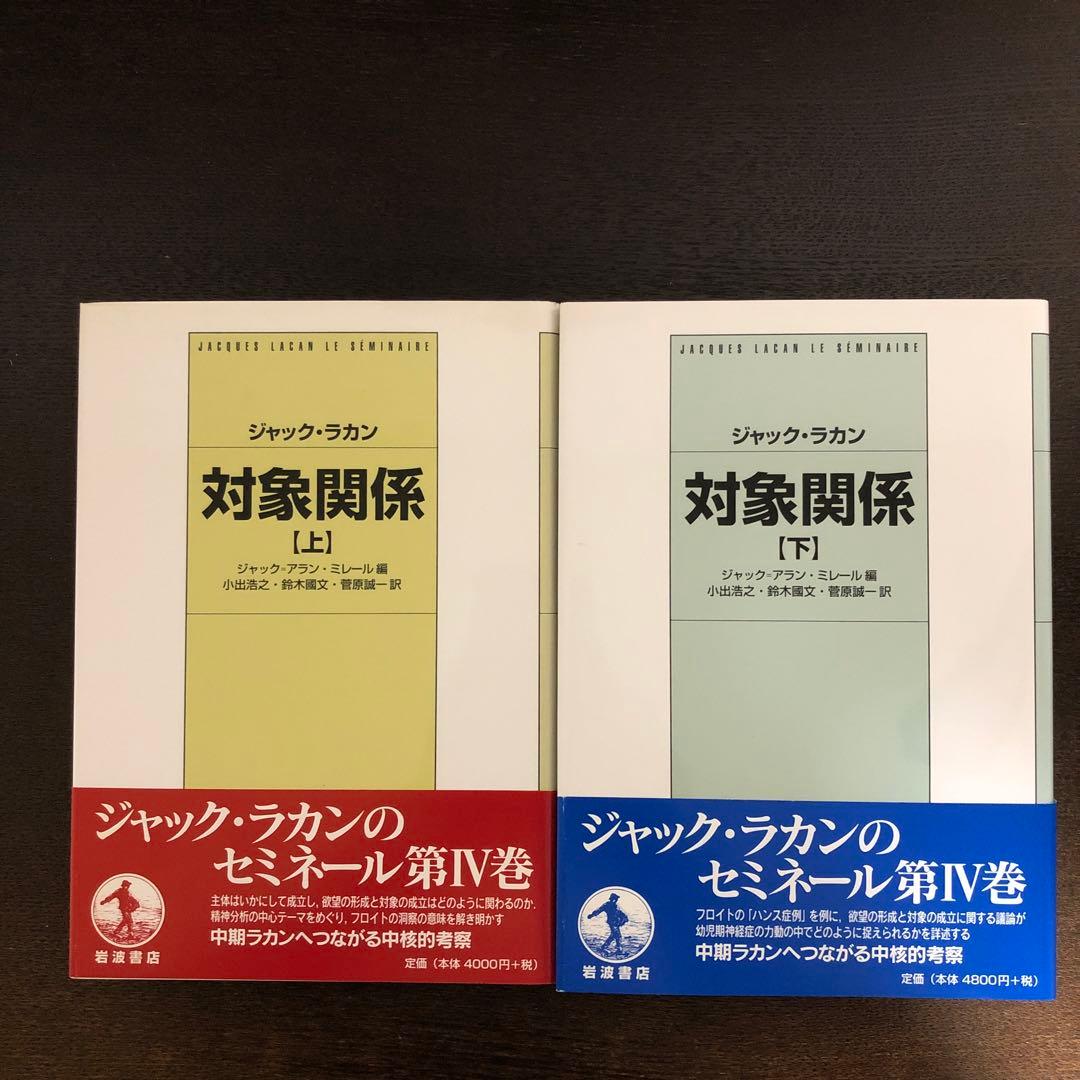 JACQUES LACAN LE SÉMINAIRE
ジャック・ラカン
対象関係
【上】
ジャック=アラン・ミレール 編
小出浩之・鈴木國文・菅原誠一 訳
ジャック・ラカンの
セミネール 第Ⅳ巻
主体はいかにして成立し,欲望の形成と対象の成立はどのように関わるのか.
精神分析の中心テーマをめぐり,フロイトの洞察の意味を解き明かす
中期ラカンへつながる中核的考察
岩波書店
定価(本体 4000円+税)
JACQUES LACAN LE SÉMINAIRE
ジャック・ラカン
対象関係
【下】
ジャック=アラン・ミレール 編
小出浩之・鈴木國文・菅原誠一 訳
ジャック・ラカンの
セミネール 第Ⅳ巻
フロイトの「ハンス症例」を例に,欲望の形成と対象の成立に関する議論が
幼児期神経症の力動の中でどのように捉えられるかを詳述する
中期ラカンへつながる中核的考察
岩波書店
定価(本体 4800円+税)